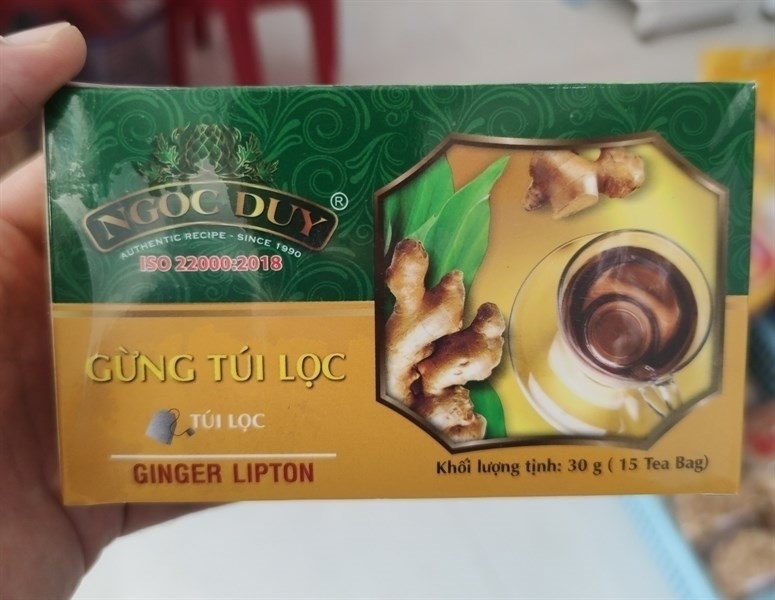 NGỌC DUY ®
AUTHENTIC RECIPE - SINCE 1990
ISO 22000:2018
GỪNG TÚI LỌC
TÚI LỌC
GINGER LIPTON
Khối lượng tịnh: 30 g ( 15 Tea Bag)